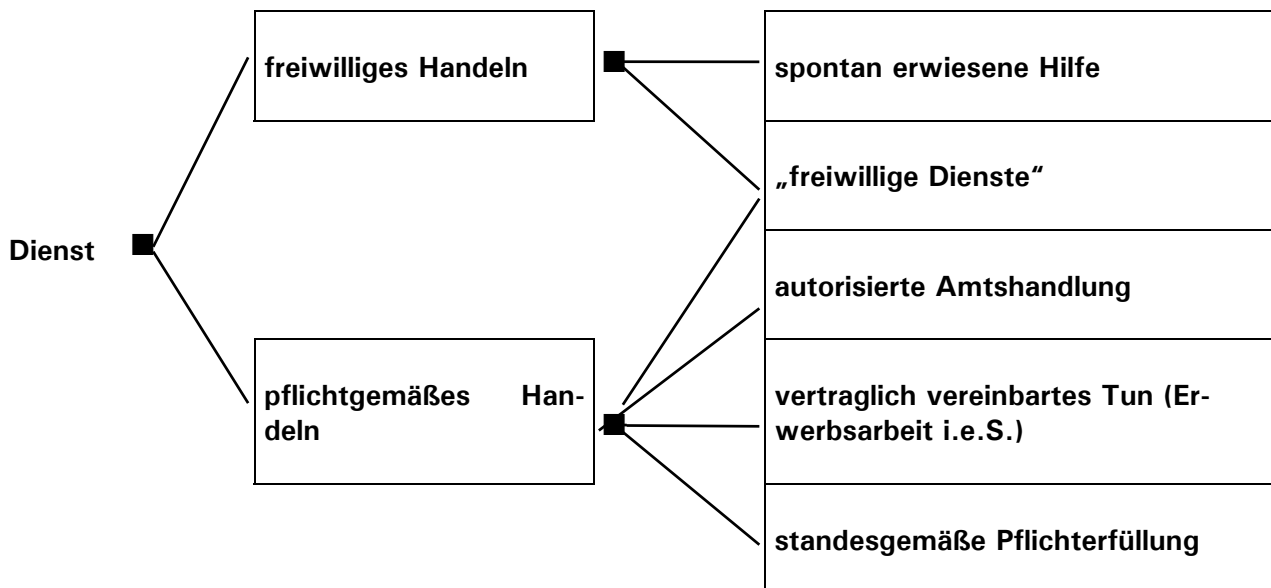 freiwilliges Handeln
spontan erwiesene Hilfe
„freiwillige Dienste“
Dienst
autorisierte Amtshandlung
pflichtgemäßes Han-
deln
vertraglich vereinbartes Tun (Er-
werbsarbeit i.e.S.)
standesgemäße Pflichterfüllung